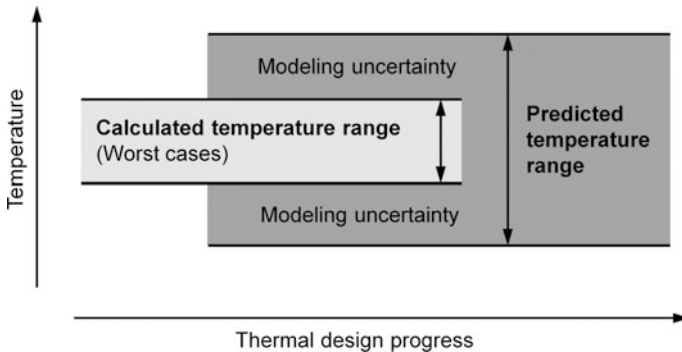 Temperature
Modeling uncertainty
Calculated temperature range
(Worst cases)
Predicted
temperature
range
Modeling uncertainty
Thermal design progress